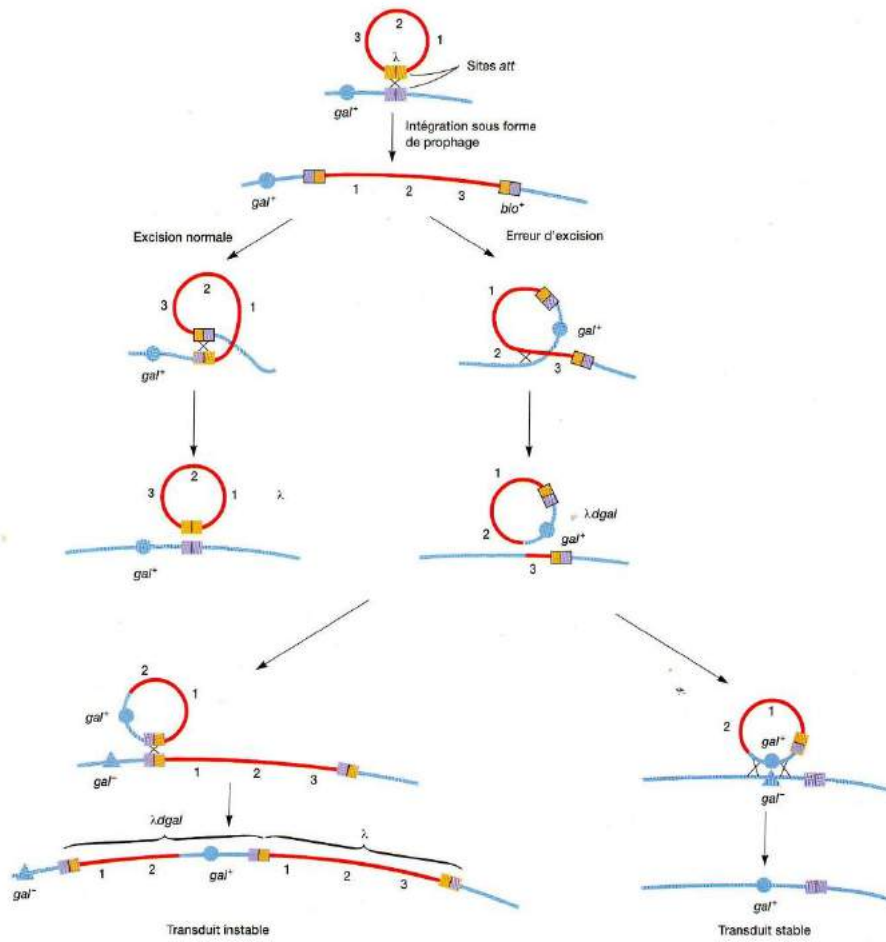 2
3
1
λ
Sites att
gal⁺
Intégration sous forme
de prophage
gal⁺
1
2
3
bio⁺
Excision normale
Erreur d'excision
2
3
1
gal⁺
1
gal⁺
2
3
2
3
1
λ
gal⁺
1
2
λdgal
gal⁺
3
2
1
gal⁺
gal⁻
1
2
3
λdgal
λ
gal⁻
1
2
gal⁺
1
2
3
Transduit instable
1
2
gal⁺
gal⁻
gal⁺
Transduit stable